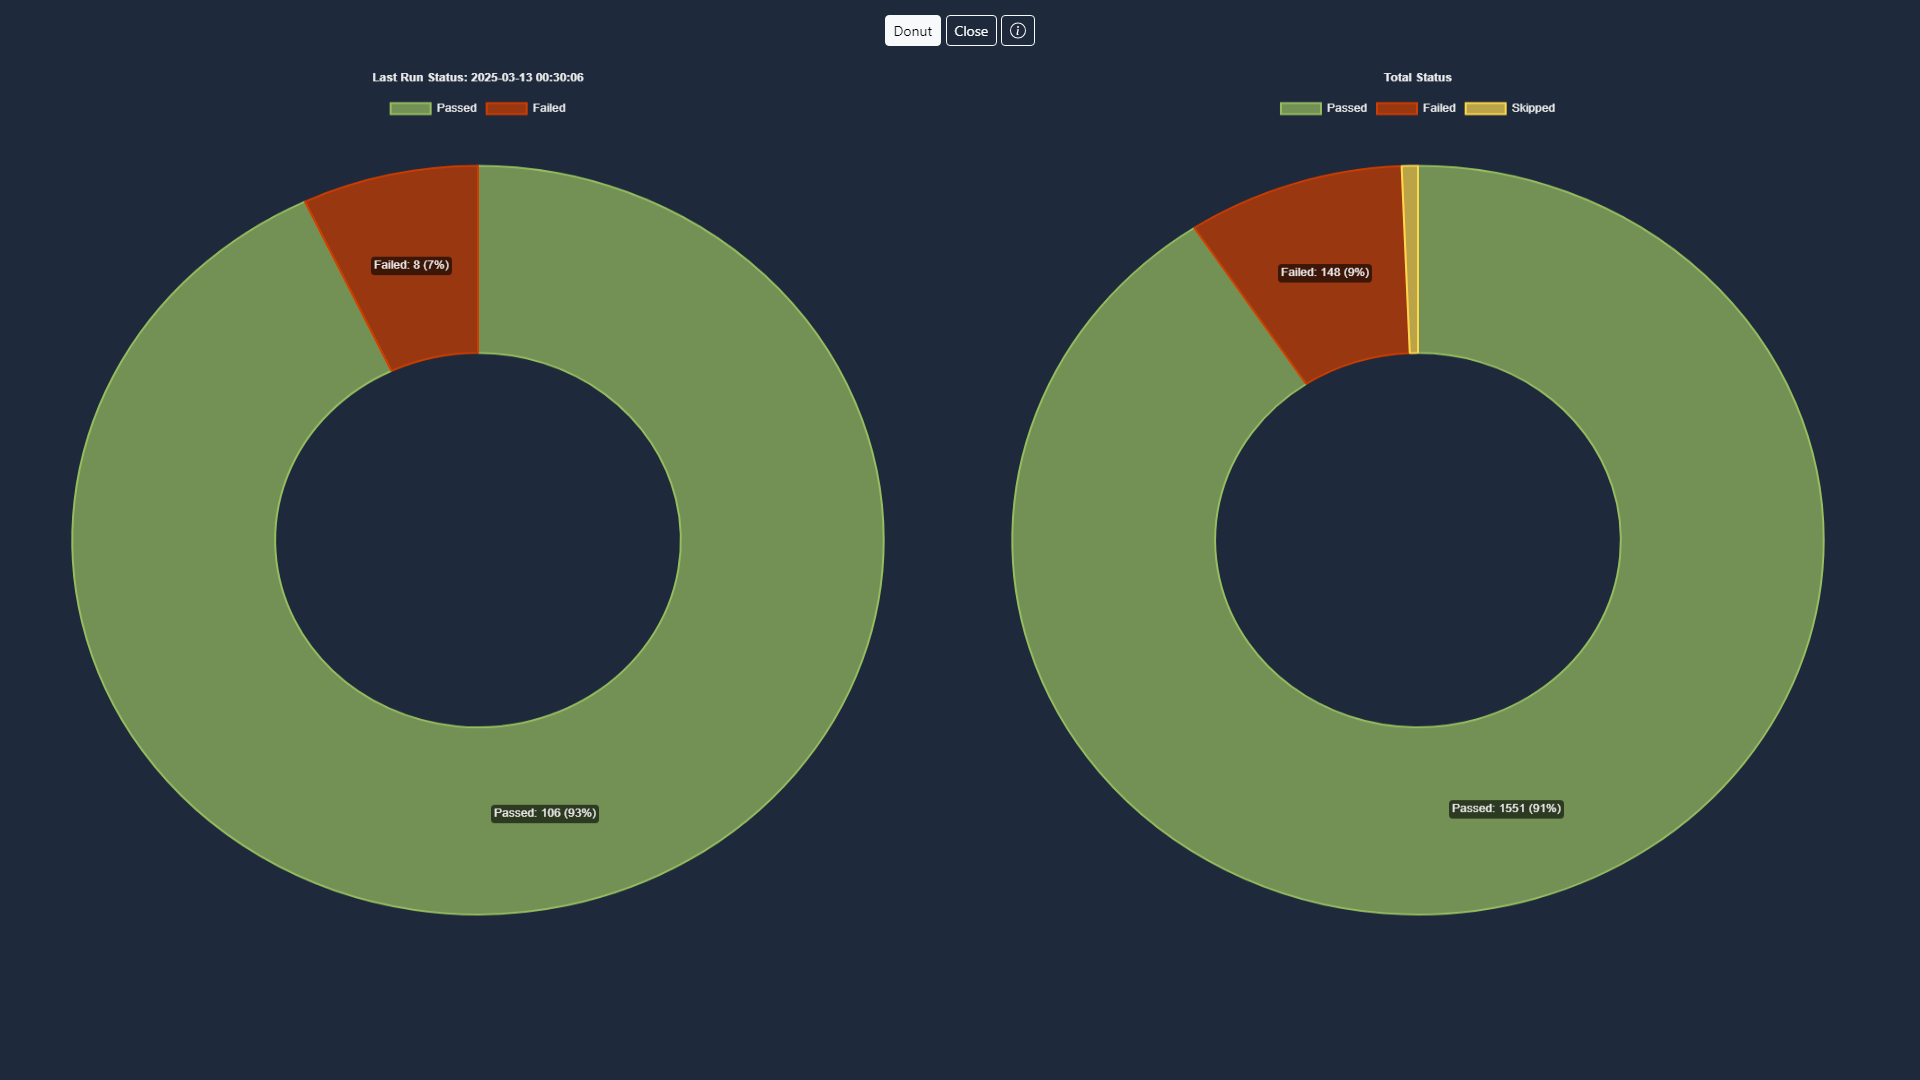 Donut Close
Last Run Status: 2025-03-13 00:30:06
Passed Failed
Failed: 8 (7%)
Passed: 106 (93%)
Total Status
Passed Failed Skipped
Failed: 148 (9%)
Passed: 1551 (91%)